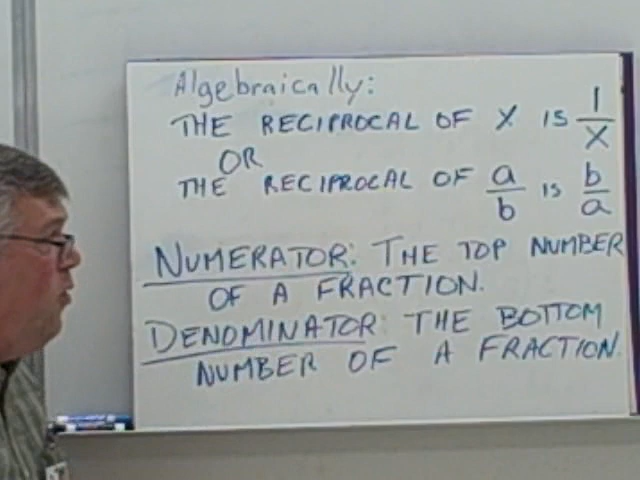 Algebraically:
THE RECIPROCAL OF X IS 1/X
OR
THE RECIPROCAL OF a/b IS b/a
NUMERATOR: THE TOP NUMBER
OF A FRACTION.
DENOMINATOR: THE BOTTOM
NUMBER OF A FRACTION.